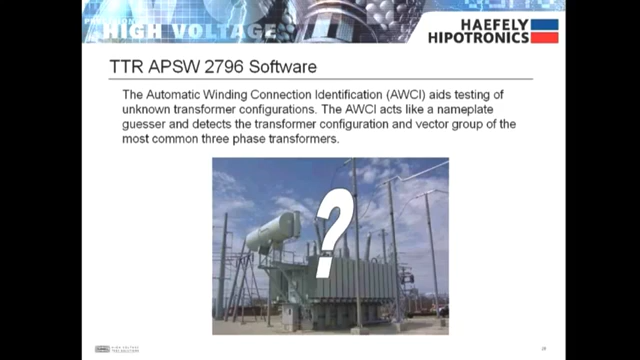 HIGH VOLTAGE
HAEFELY
HIPOTRONICS
TTR APSW 2796 Software
The Automatic Winding Connection Identification (AWCI) aids testing of
unknown transformer configurations. The AWCI acts like a nameplate
guesser and detects the transformer configuration and vector group of the
most common three phase transformers.
?